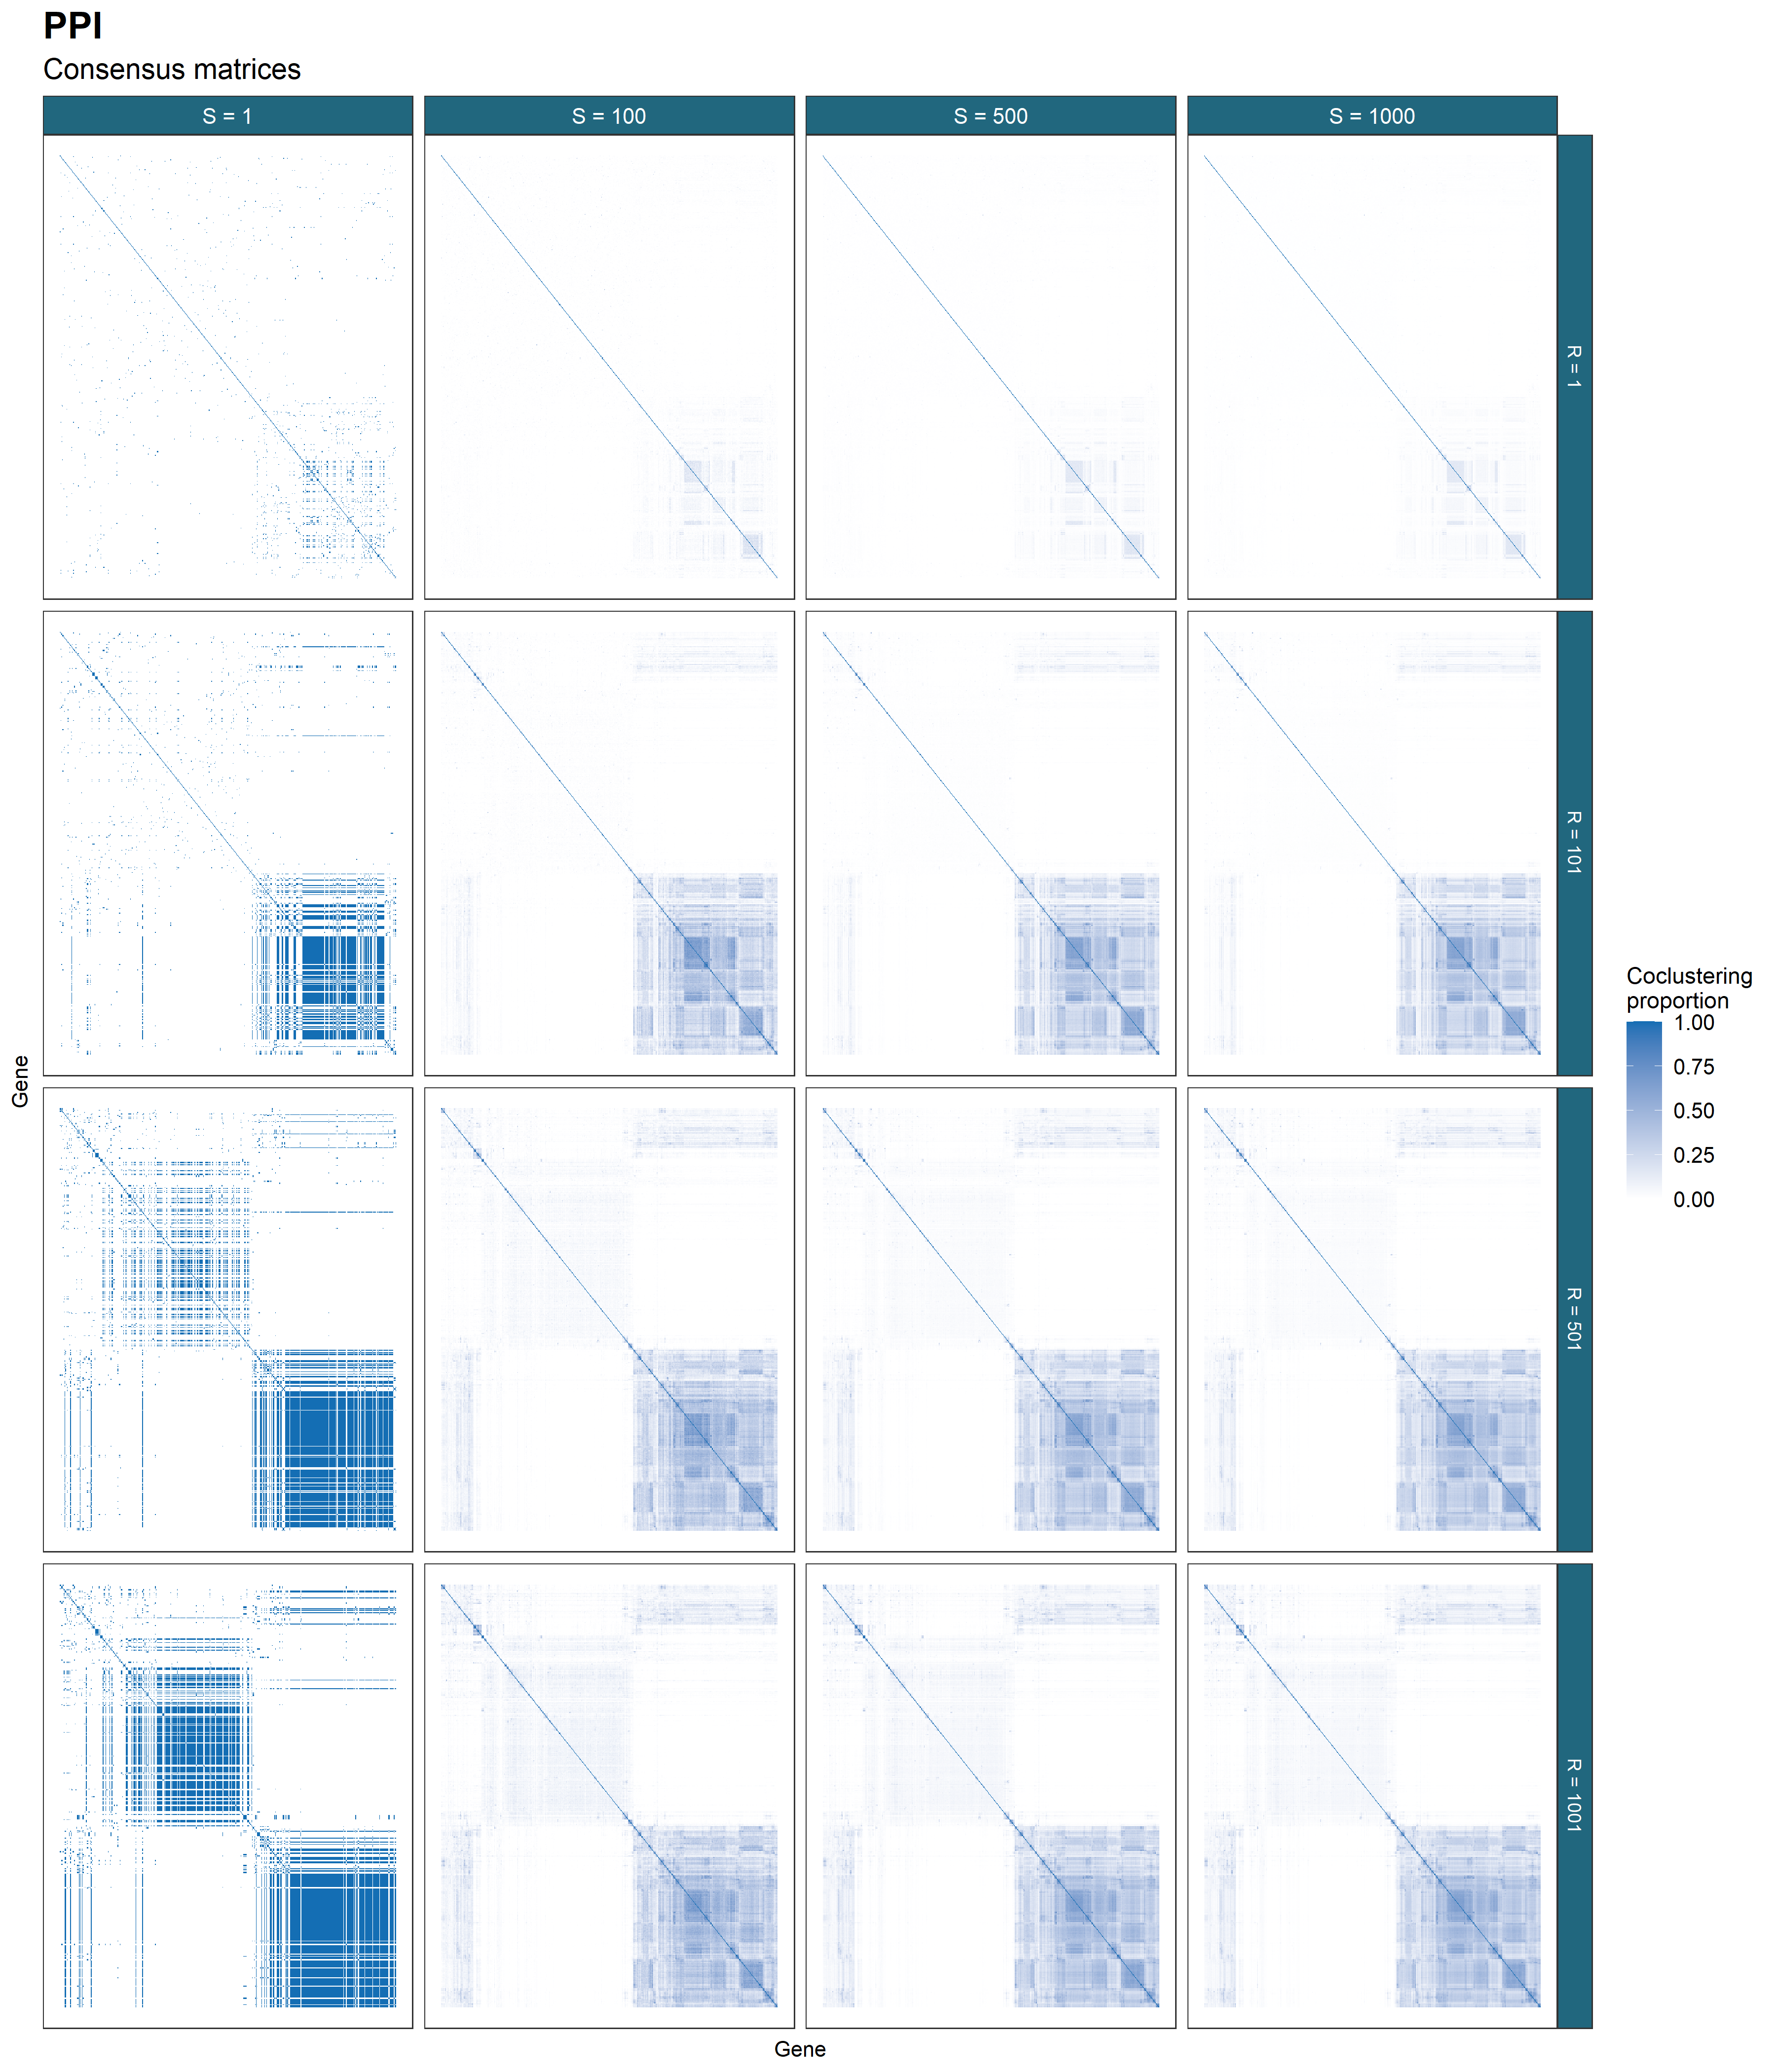 PPI
Consensus matrices
S = 1
S = 100
S = 500
S = 1000
R = 1
R = 101
R = 501
R = 1001
Gene
Gene
Coclustering
proportion
1.00
0.75
0.50
0.25
0.00